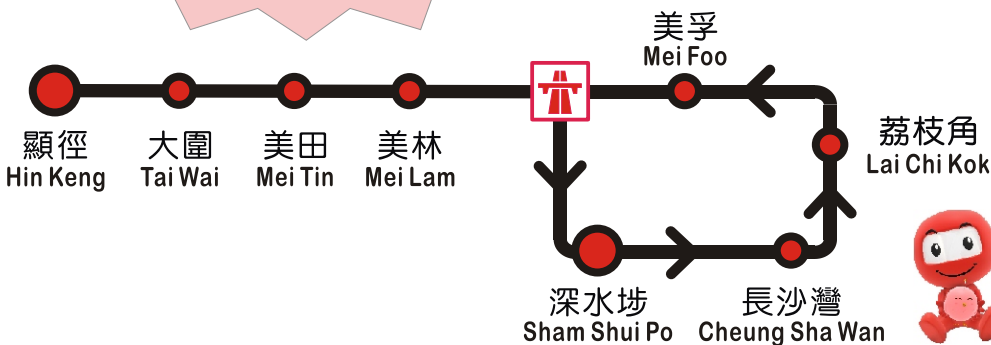 美孚
Mei Foo
顯徑
Hin Keng
大圍
Tai Wai
美田
Mei Tin
美林
Mei Lam
荔枝角
Lai Chi Kok
深水埗
Sham Shui Po
長沙灣
Cheung Sha Wan